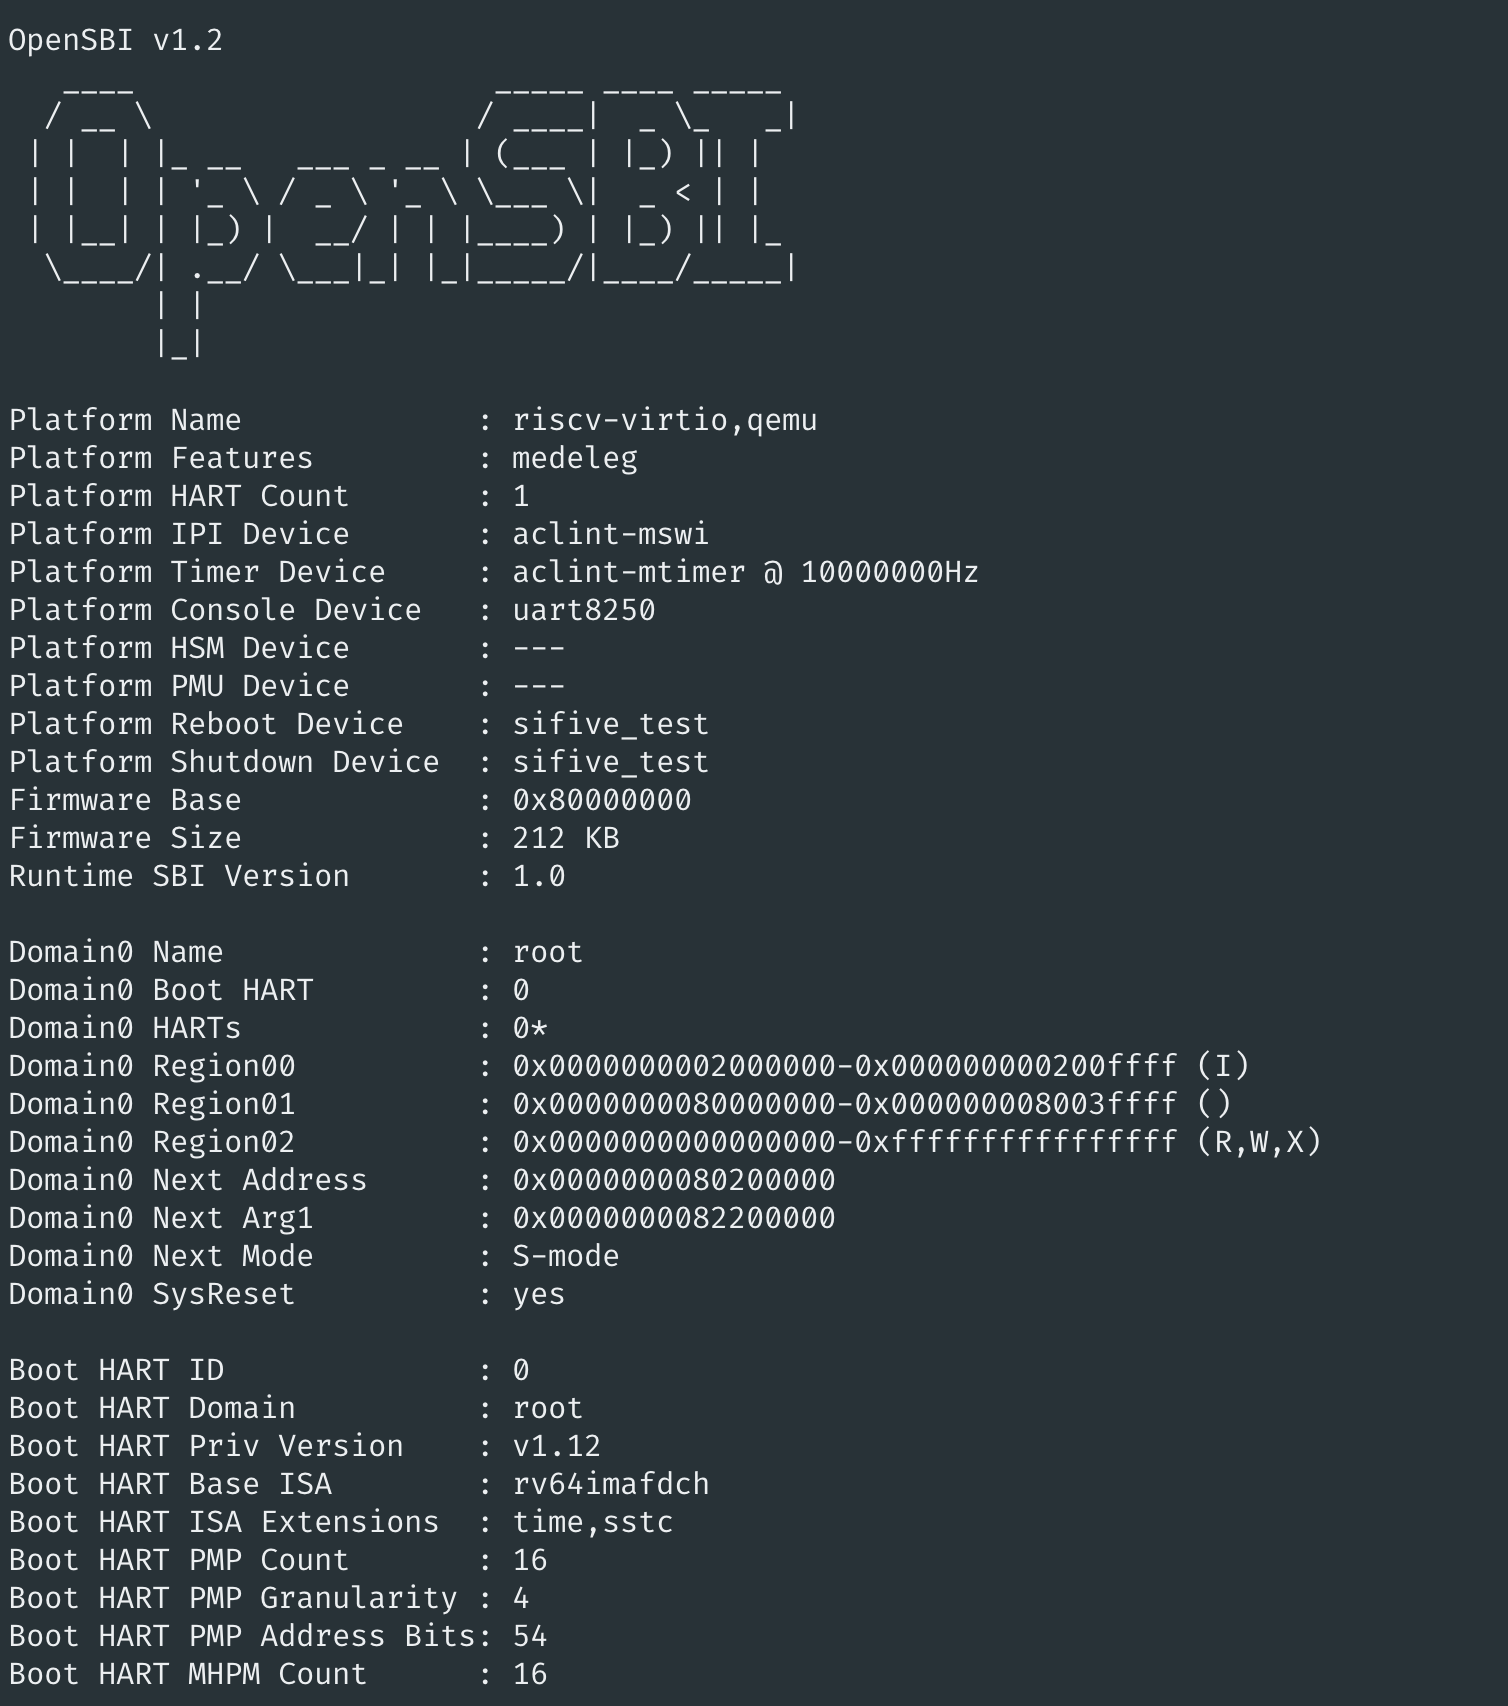 OpenSBI v1.2
   ____                    _____ ____ _____
  / __ \                  / ____|  _ \_   _|
 | |  | |_ __   ___ _ __ | (___ | |_) || |
 | |  | | '_ \ / _ \ '_ \ \___ \|  _ < | |
 | |__| | |_) |  __/ | | |____) | |_) || |_
  \____/| .__/ \___|_| |_|_____/|____/_____|
        | |
        |_|
Platform Name             : riscv-virtio,qemu
Platform Features         : medeleg
Platform HART Count       : 1
Platform IPI Device       : aclint-mswi
Platform Timer Device     : aclint-mtimer @ 10000000Hz
Platform Console Device   : uart8250
Platform HSM Device       : ---
Platform PMU Device       : ---
Platform Reboot Device    : sifive_test
Platform Shutdown Device  : sifive_test
Firmware Base             : 0x80000000
Firmware Size             : 212 KB
Runtime SBI Version       : 1.0
Domain0 Name              : root
Domain0 Boot HART         : 0
Domain0 HARTs             : 0*
Domain0 Region00          : 0x0000000002000000-0x000000000200ffff (I)
Domain0 Region01          : 0x0000000080000000-0x000000008003ffff ()
Domain0 Region02          : 0x0000000000000000-0xffffffffffffffff (R,W,X)
Domain0 Next Address      : 0x0000000080200000
Domain0 Next Arg1         : 0x0000000082200000
Domain0 Next Mode         : S-mode
Domain0 SysReset          : yes
Boot HART ID              : 0
Boot HART Domain          : root
Boot HART Priv Version    : v1.12
Boot HART Base ISA        : rv64imafdch
Boot HART ISA Extensions  : time,sstc
Boot HART PMP Count       : 16
Boot HART PMP Granularity : 4
Boot HART PMP Address Bits: 54
Boot HART MHPM Count      : 16